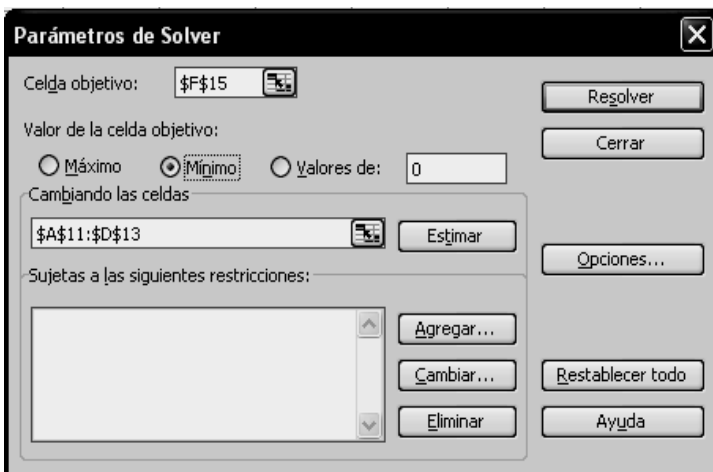 Parámetros de Solver
Celda objetivo: $F$15
Resolver
Valor de la celda objetivo:
Cerrar
Máximo Mínimo Valores de: 0
Cambiando las celdas
$A$11:$D$13 Estimar
Opciones...
Sujetas a las siguientes restricciones:
Agregar...
Cambiar... Restablecer todo
Eliminar Ayuda